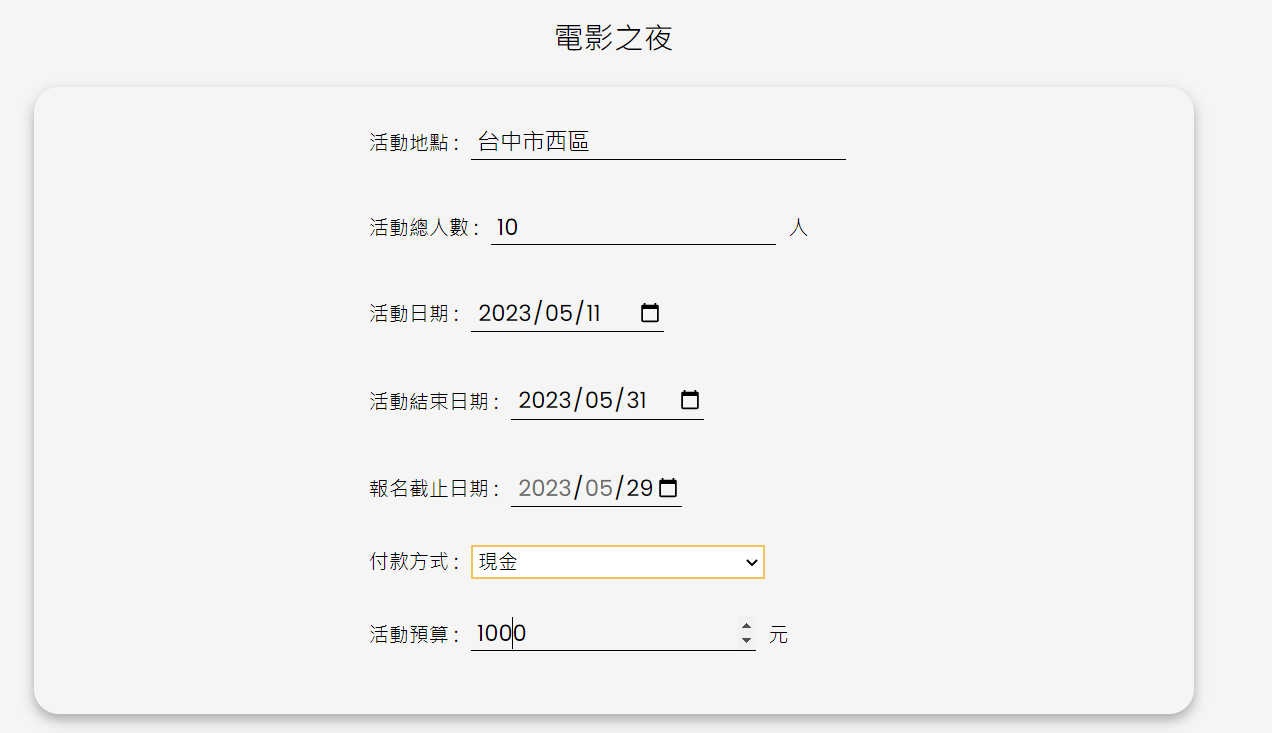 電影之夜
活動地點 : 台中市西區
活動總人數 : 10 人
活動日期 : 2023/05/11
活動結束日期 : 2023/05/31
報名截止日期 : 2023/05/29
付款方式 : 現金
活動預算 : 1000 元